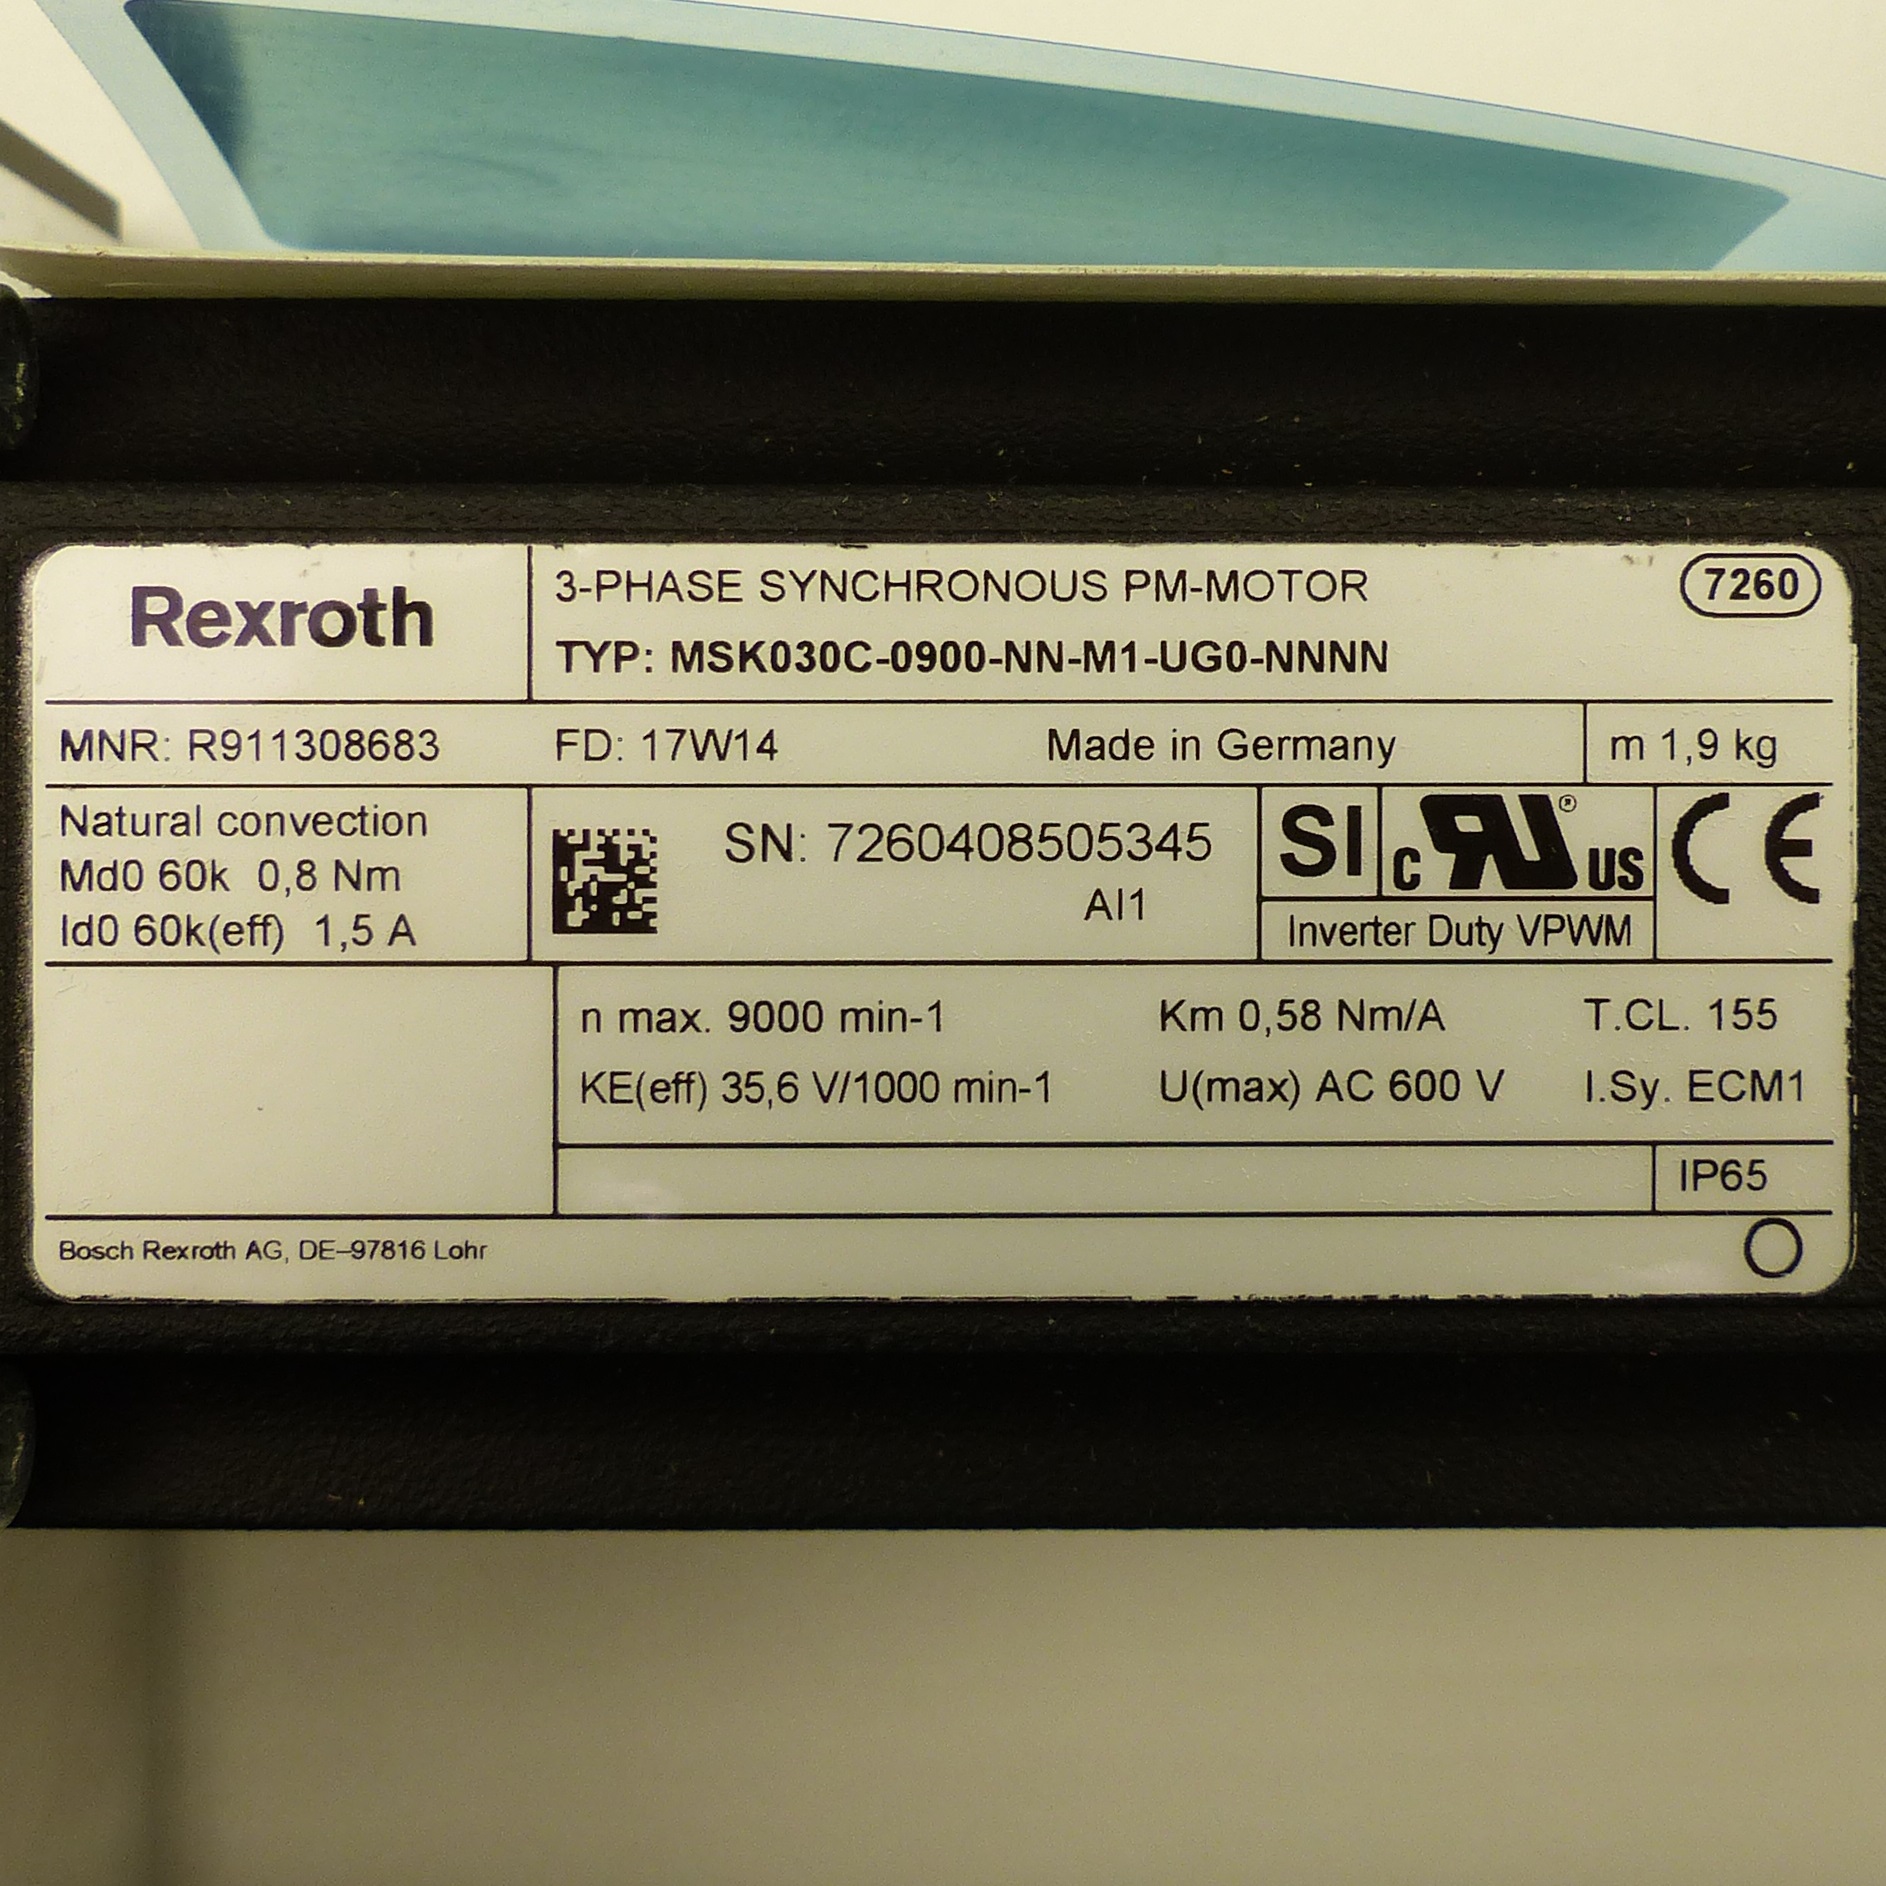 Rexroth
3-PHASE SYNCHRONOUS PM-MOTOR
7260
TYP: MSK030C-0900-NN-M1-UG0-NNNN
MNR: R911308683
FD: 17W14
Made in Germany
m 1,9 kg
Natural convection
Md0 60k 0,8 Nm
Id0 60k(eff) 1,5 A
SN: 7260408505345
AI1
SI
c RU ® US
Inverter Duty VPWM
CE
n max. 9000 min-1
Km 0,58 Nm/A
T.CL. 155
KE(eff) 35,6 V/1000 min-1
U(max) AC 600 V
I.Sy. ECM1
IP65
Bosch Rexroth AG, DE–97816 Lohr